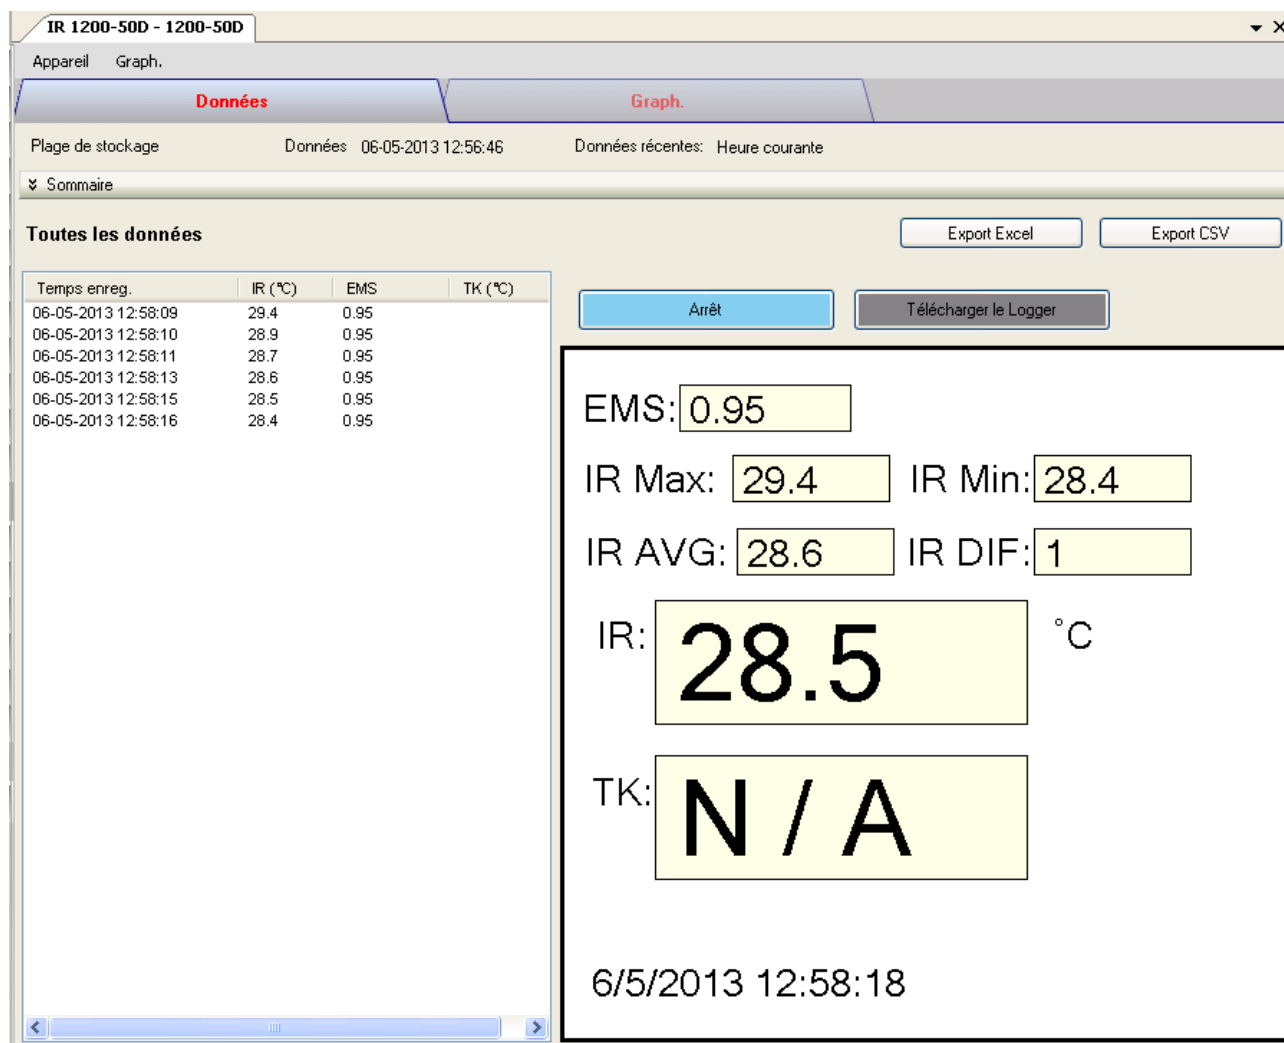 IR 1200-50D - 1200-50D
Appareil Graph.
Données Graph.
Plage de stockage Données 06-05-2013 12:56:46 Données récentes: Heure courante
Sommaire
Toutes les données Export Excel Export CSV
Temps enreg. IR (°C) EMS TK (°C)
06-05-2013 12:58:09 29.4 0.95
06-05-2013 12:58:10 28.9 0.95
06-05-2013 12:58:11 28.7 0.95
06-05-2013 12:58:13 28.6 0.95
06-05-2013 12:58:15 28.5 0.95
06-05-2013 12:58:16 28.4 0.95
Arrêt Télécharger le Logger
EMS: 0.95
IR Max: 29.4 IR Min: 28.4
IR AVG: 28.6 IR DIF: 1
IR: 28.5 °C
TK: N / A
6/5/2013 12:58:18